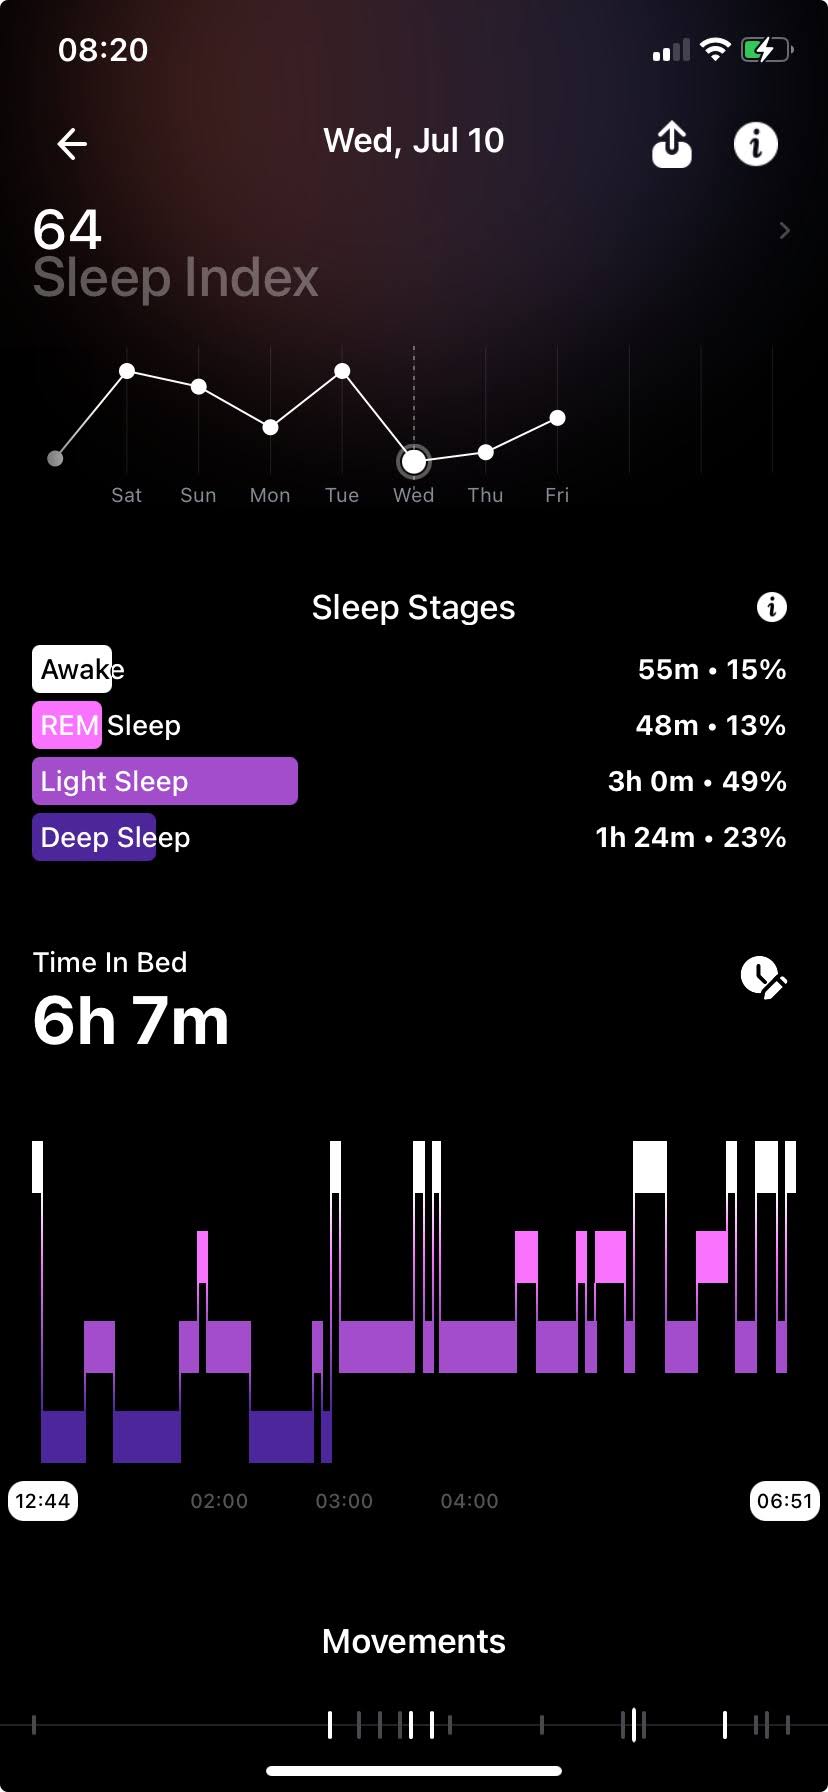 08:20
Wed, Jul 10
64
Sleep Index
Sat Sun Mon Tue Wed Thu Fri
Sleep Stages
Awake 55m • 15%
REM Sleep 48m • 13%
Light Sleep 3h 0m • 49%
Deep Sleep 1h 24m • 23%
Time In Bed
6h 7m
12:44 02:00 03:00 04:00 06:51
Movements